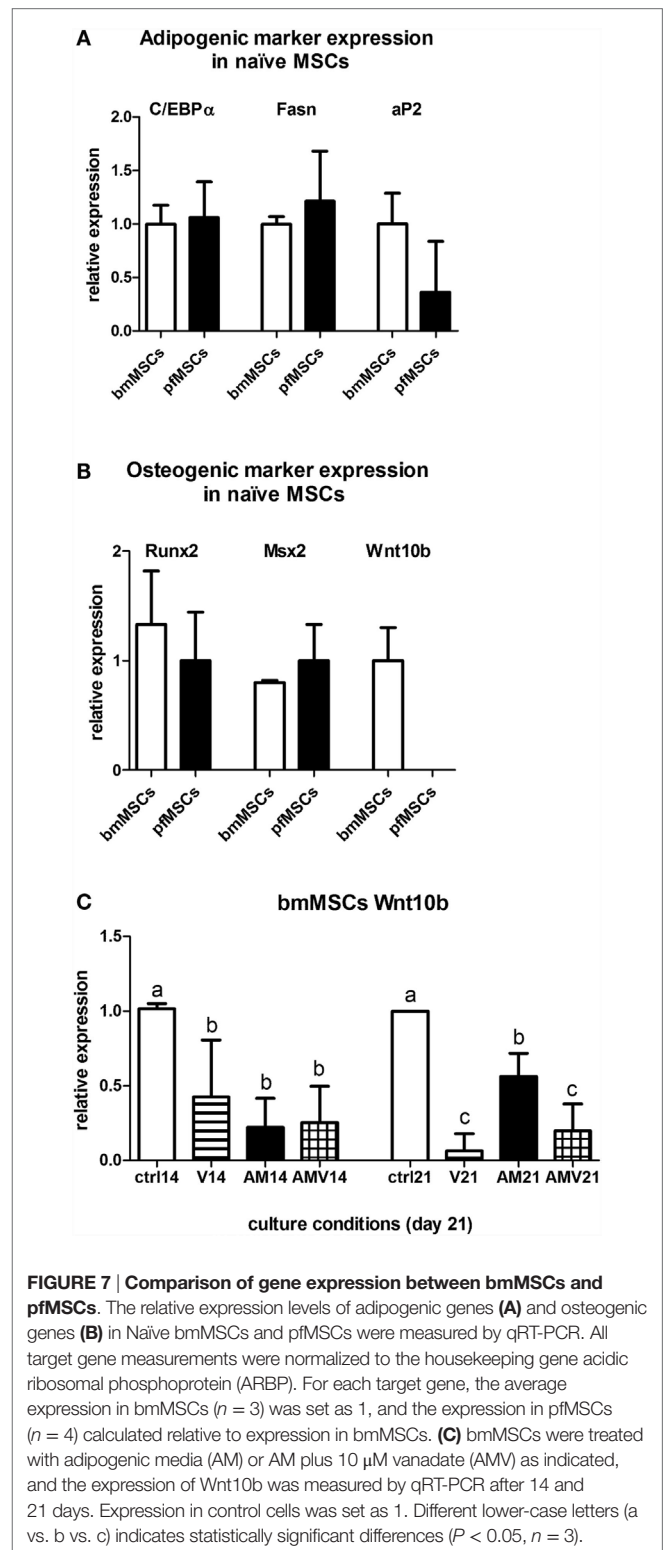 A Adipogenic marker expression
in naïve MSCs
C/EBPα Fasn aP2
2.0
1.5
1.0
0.5
0.0
relative expression
bmMSCs pfMSCs bmMSCs pfMSCs bmMSCs pfMSCs
B Osteogenic marker expression
in naïve MSCs
Runx2 Msx2 Wnt10b
2
1
0
relative expression
bmMSCs pfMSCs bmMSCs pfMSCs bmMSCs pfMSCs
C bmMSCs Wnt10b
1.5
1.0
0.5
0.0
relative expression
a b b b a c b c
ctrl14 V14 AM14 AMV14 ctrl21 V21 AM21 AMV21
culture conditions (day 21)
FIGURE 7 | Comparison of gene expression between bmMSCs and
pfMSCs. The relative expression levels of adipogenic genes (A) and osteogenic
genes (B) in Naïve bmMSCs and pfMSCs were measured by qRT-PCR. All
target gene measurements were normalized to the housekeeping gene acidic
ribosomal phosphoprotein (ARBP). For each target gene, the average
expression in bmMSCs (n = 3) was set as 1, and the expression in pfMSCs
(n = 4) calculated relative to expression in bmMSCs. (C) bmMSCs were treated
with adipogenic media (AM) or AM plus 10 μM vanadate (AMV) as indicated,
and the expression of Wnt10b was measured by qRT-PCR after 14 and
21 days. Expression in control cells was set as 1. Different lower-case letters (a
vs. b vs. c) indicates statistically significant differences (P < 0.05, n = 3).